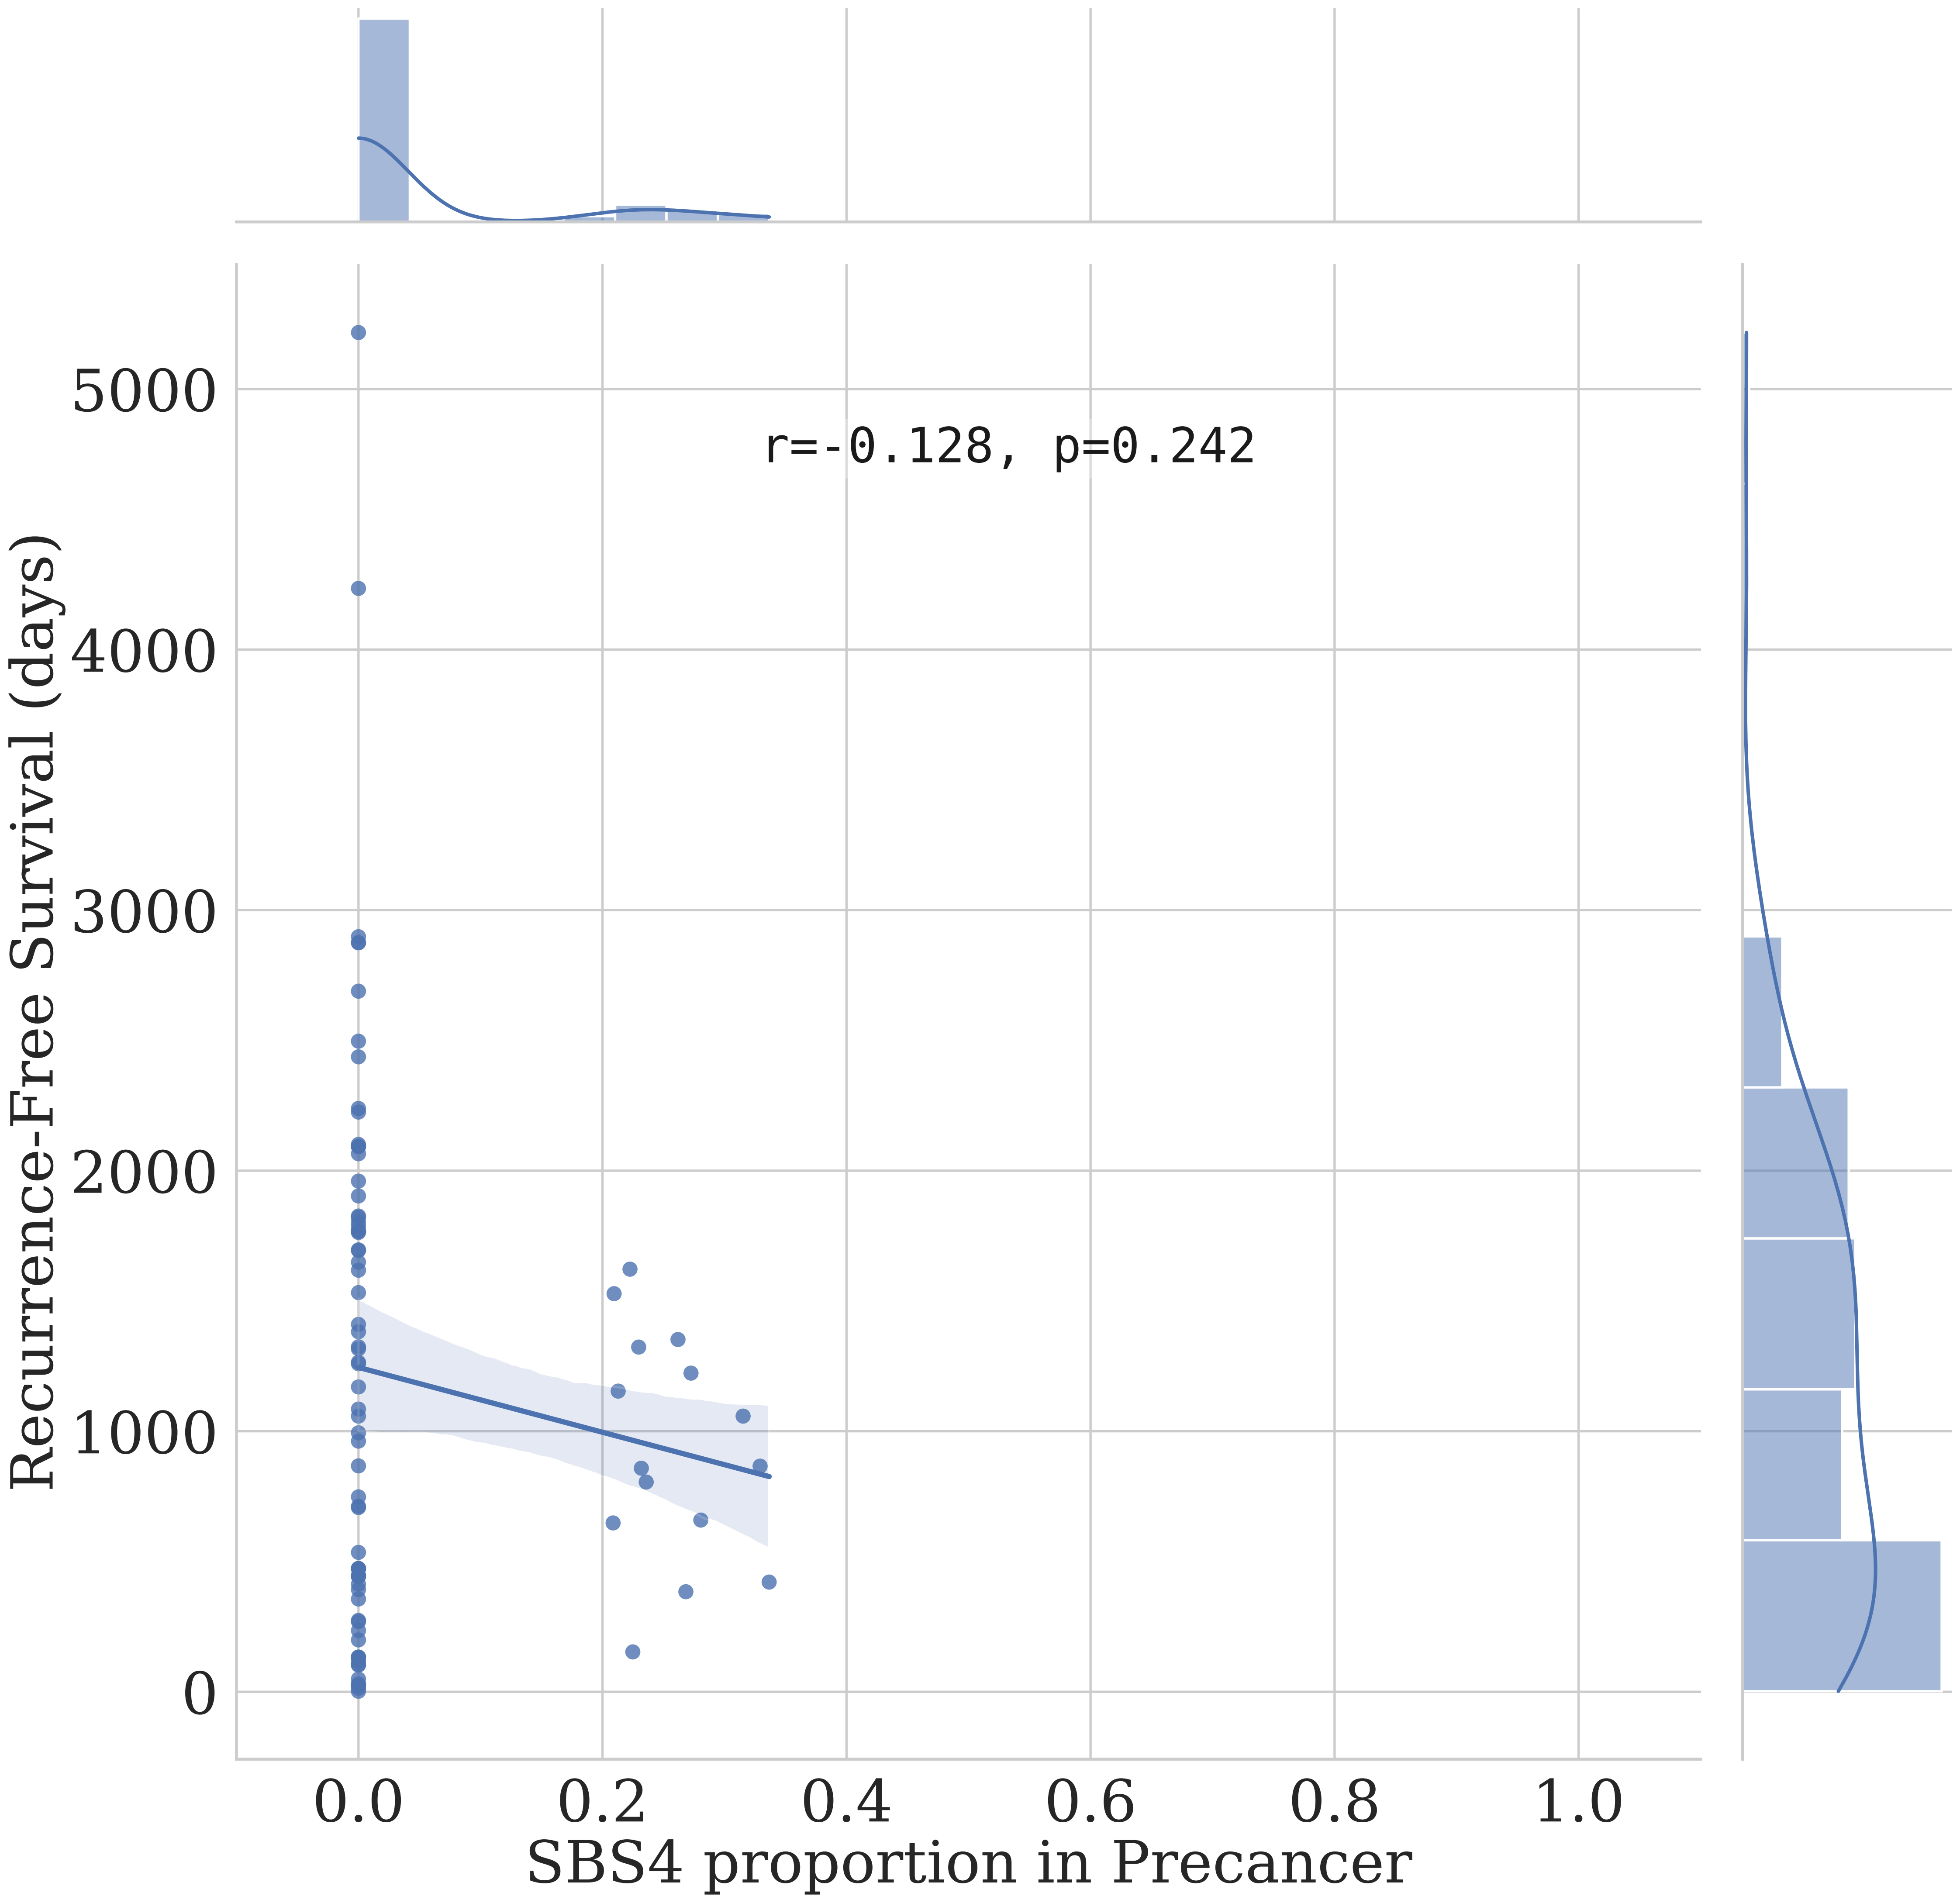 r=-0.128, p=0.242
Recurrence-Free Survival (days)
5000
4000
3000
2000
1000
0
0.0 0.2 0.4 0.6 0.8 1.0
SBS4 proportion in Precancer